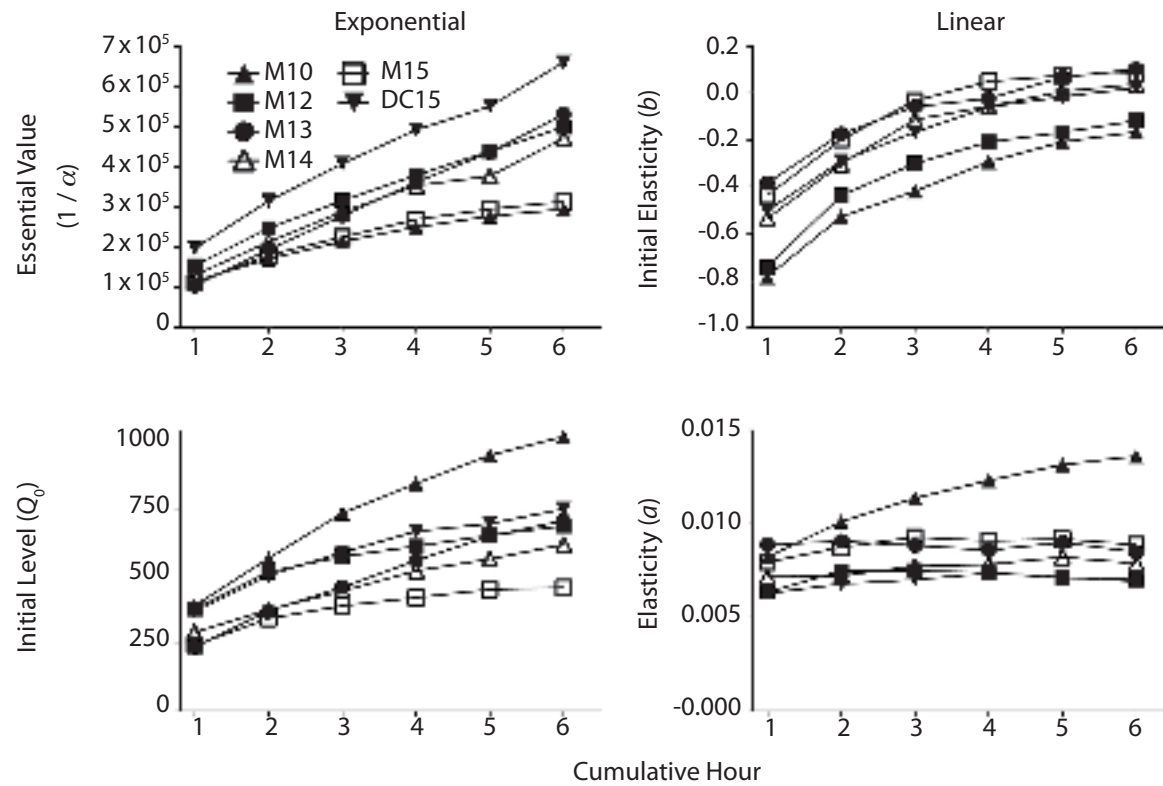 Exponential
Linear
Essential Value
(1 / α)
7 x 10⁵
6 x 10⁵
5 x 10⁵
4 x 10⁵
3 x 10⁵
2 x 10⁵
1 x 10⁵
0
M10
M12
M13
M14
M15
DC15
1 2 3 4 5 6
Initial Elasticity (b)
0.2
0.0
-0.2
-0.4
-0.6
-0.8
-1.0
1 2 3 4 5 6
Initial Level (Q₀)
1000
750
500
250
0
1 2 3 4 5 6
Elasticity (a)
0.015
0.010
0.005
-0.000
1 2 3 4 5 6
Cumulative Hour